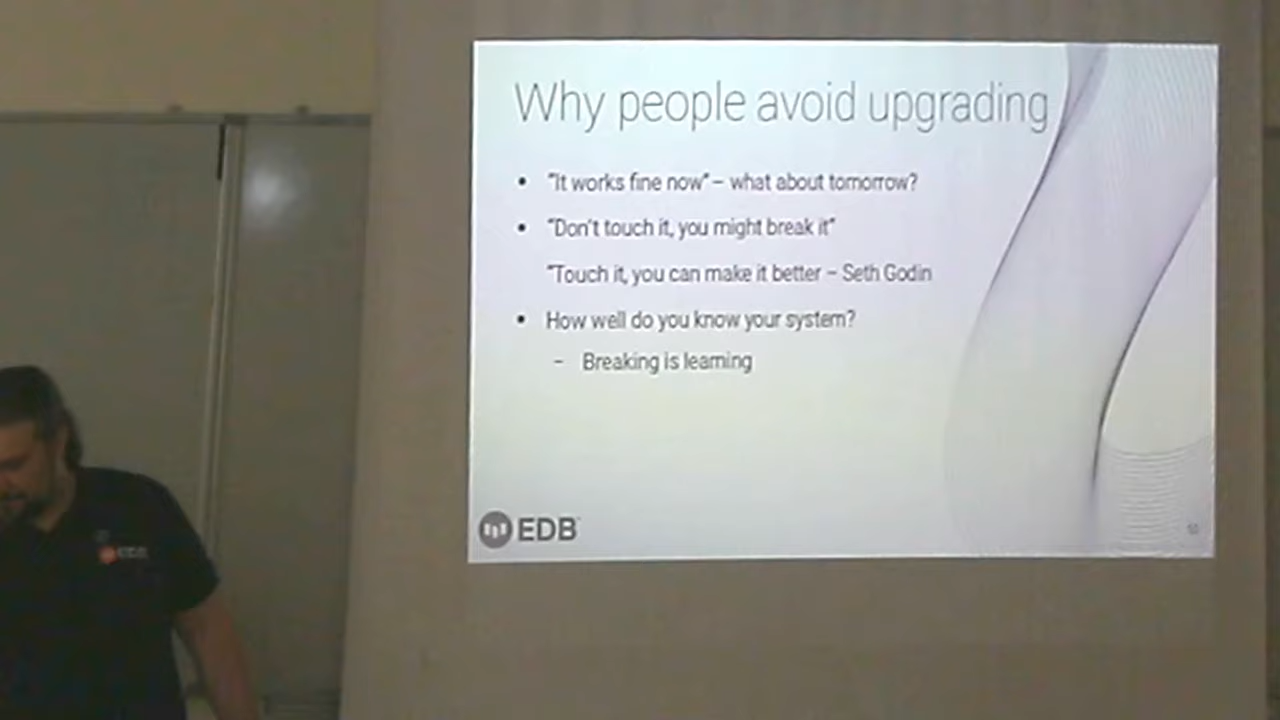 Why people avoid upgrading
• "It works fine now" – what about tomorrow?
• "Don't touch it, you might break it"
"Touch it, you can make it better – Seth Godin
• How well do you know your system?
– Breaking is learning
EDB
EDB